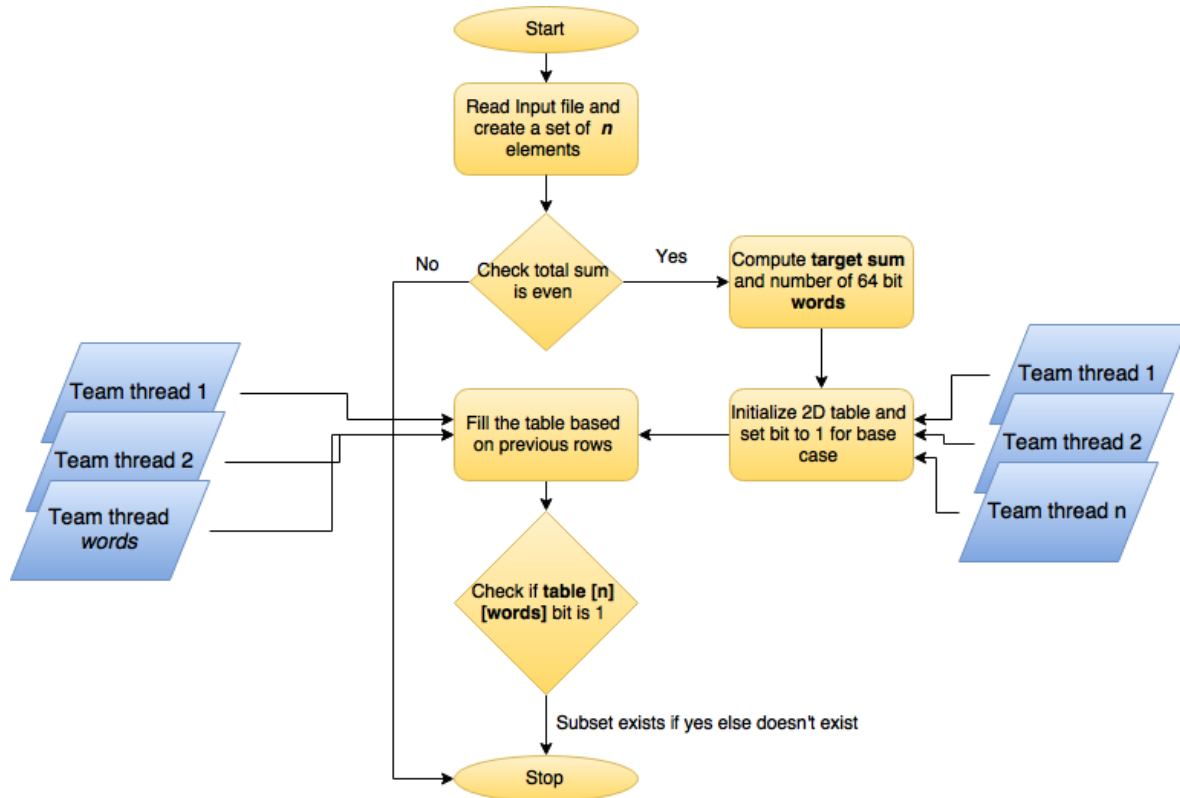 Start
Read Input file and
create a set of n
elements
No
Check total sum
is even
Yes
Compute target sum
and number of 64 bit
words
Team thread 1
Team thread 2
Team thread
words
Fill the table based
on previous rows
Initialize 2D table and
set bit to 1 for base
case
Team thread 1
Team thread 2
Team thread n
Check if table [n]
[words] bit is 1
Subset exists if yes else doesn't exist
Stop